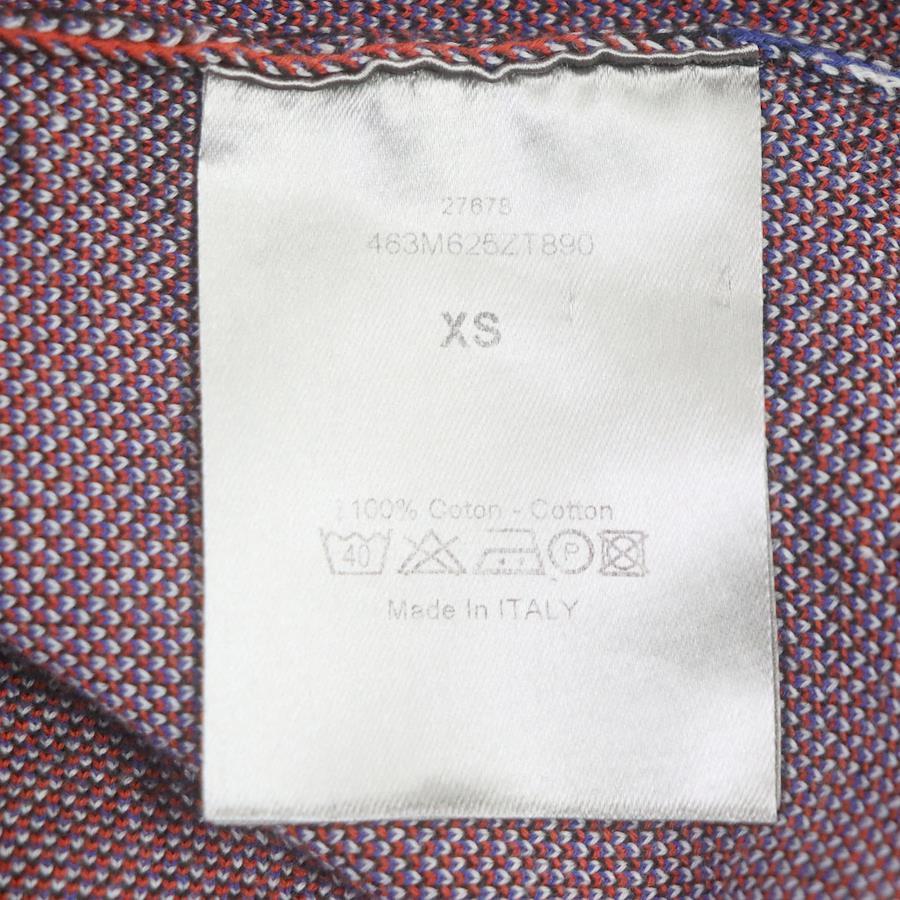 27678
463M625ZT890
XS
100% Coton - Cotton
40 P
Made In ITALY